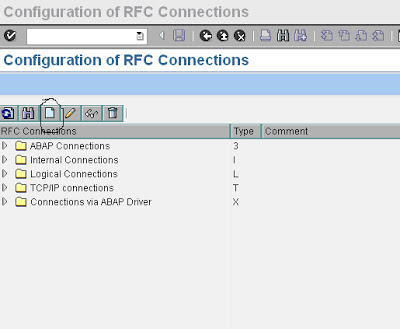 Configuration of RFC Connections
Configuration of RFC Connections
RFC Connections Type Comment
ABAP Connections 3
Internal Connections I
Logical Connections L
TCP/IP connections T
Connections via ABAP Driver X